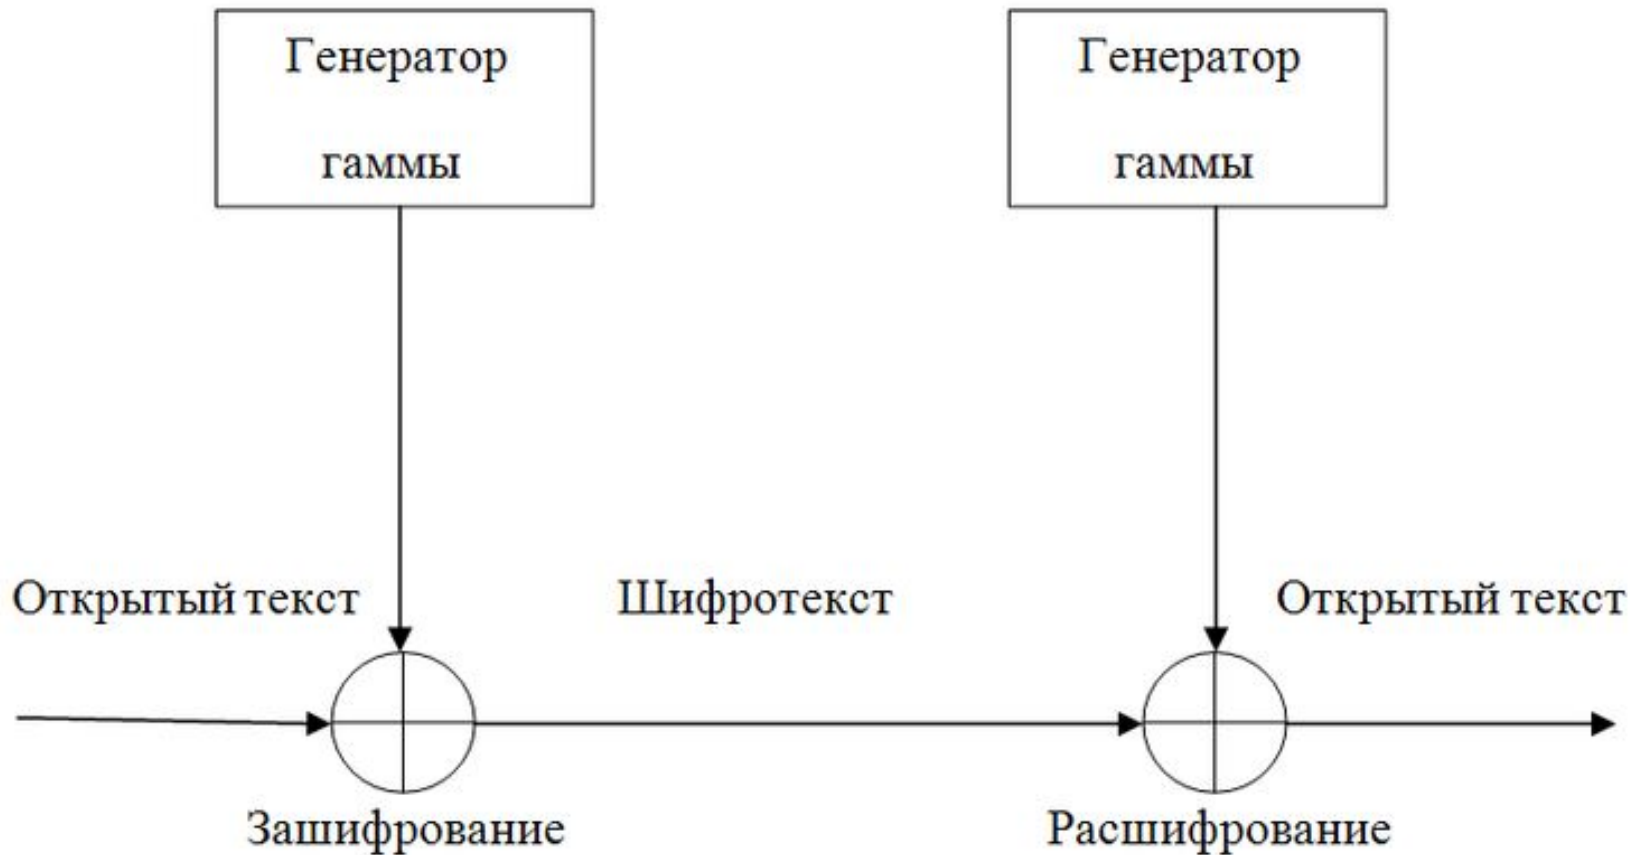 Генератор
гаммы
Генератор
гаммы
Открытый текст
Шифротекст
Открытый текст
Зашифрование
Расшифрование